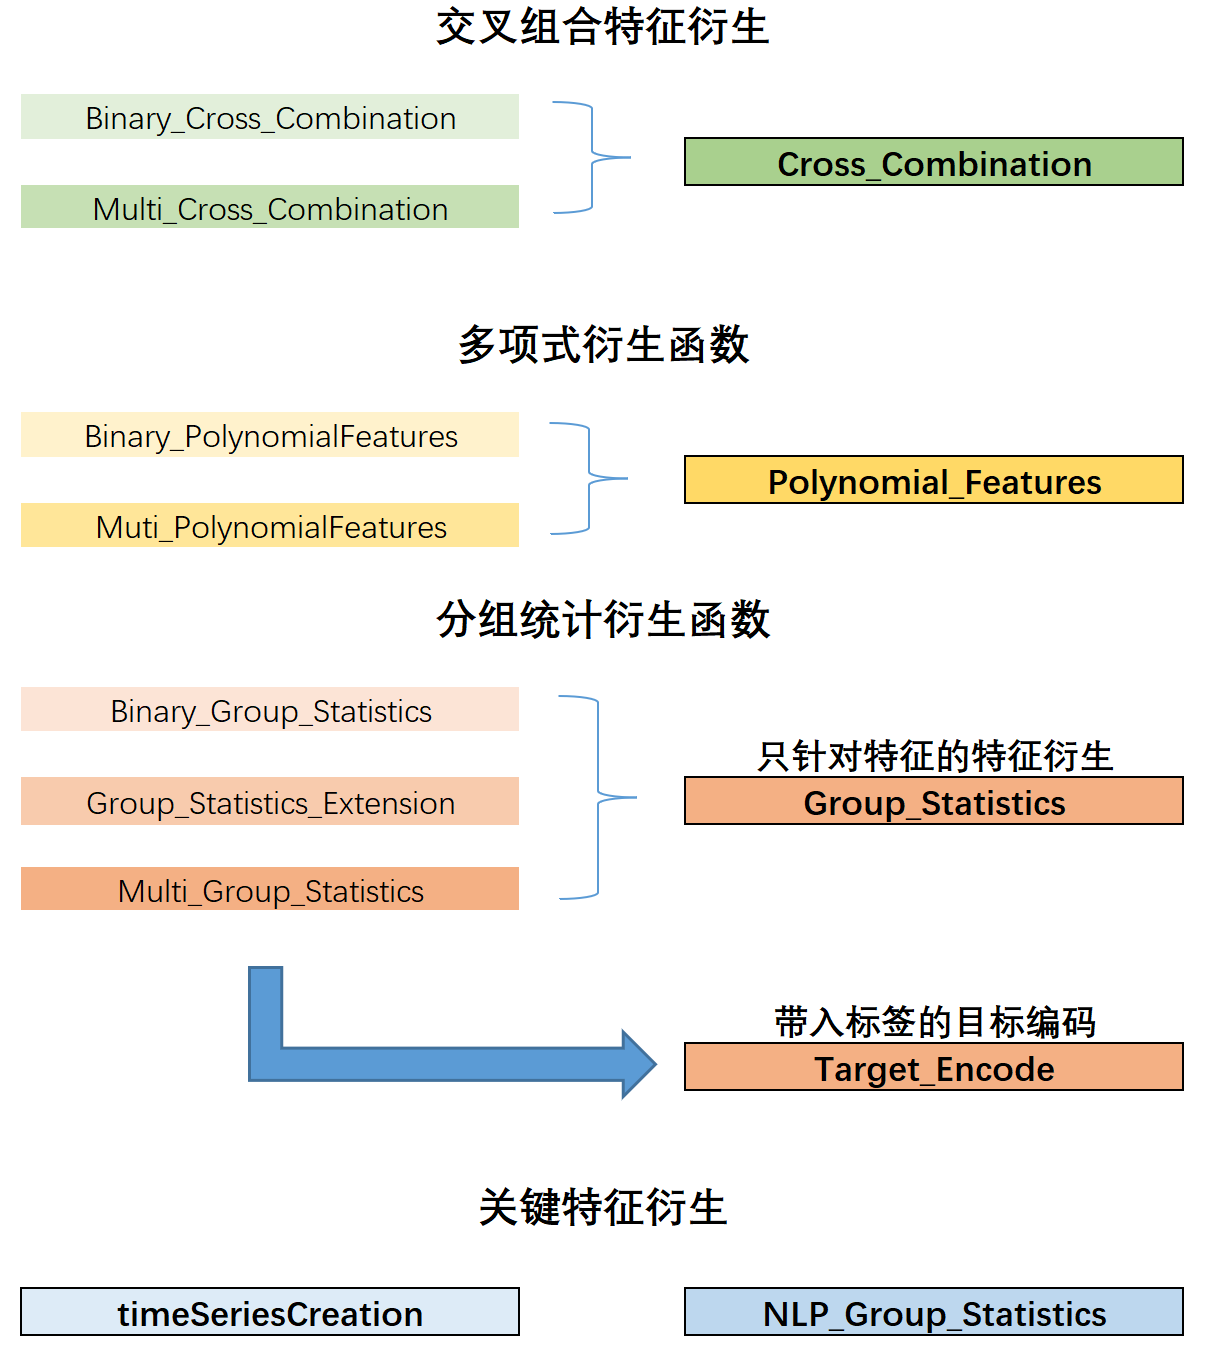 交叉组合特征衍生
Binary_Cross_Combination
Cross_Combination
Multi_Cross_Combination
多项式衍生函数
Binary_PolynomialFeatures
Polynomial_Features
Muti_PolynomialFeatures
分组统计衍生函数
Binary_Group_Statistics
只针对特征的特征衍生
Group_Statistics_Extension
Group_Statistics
Multi_Group_Statistics
带入标签的目标编码
Target_Encode
关键特征衍生
timeSeriesCreation
NLP_Group_Statistics